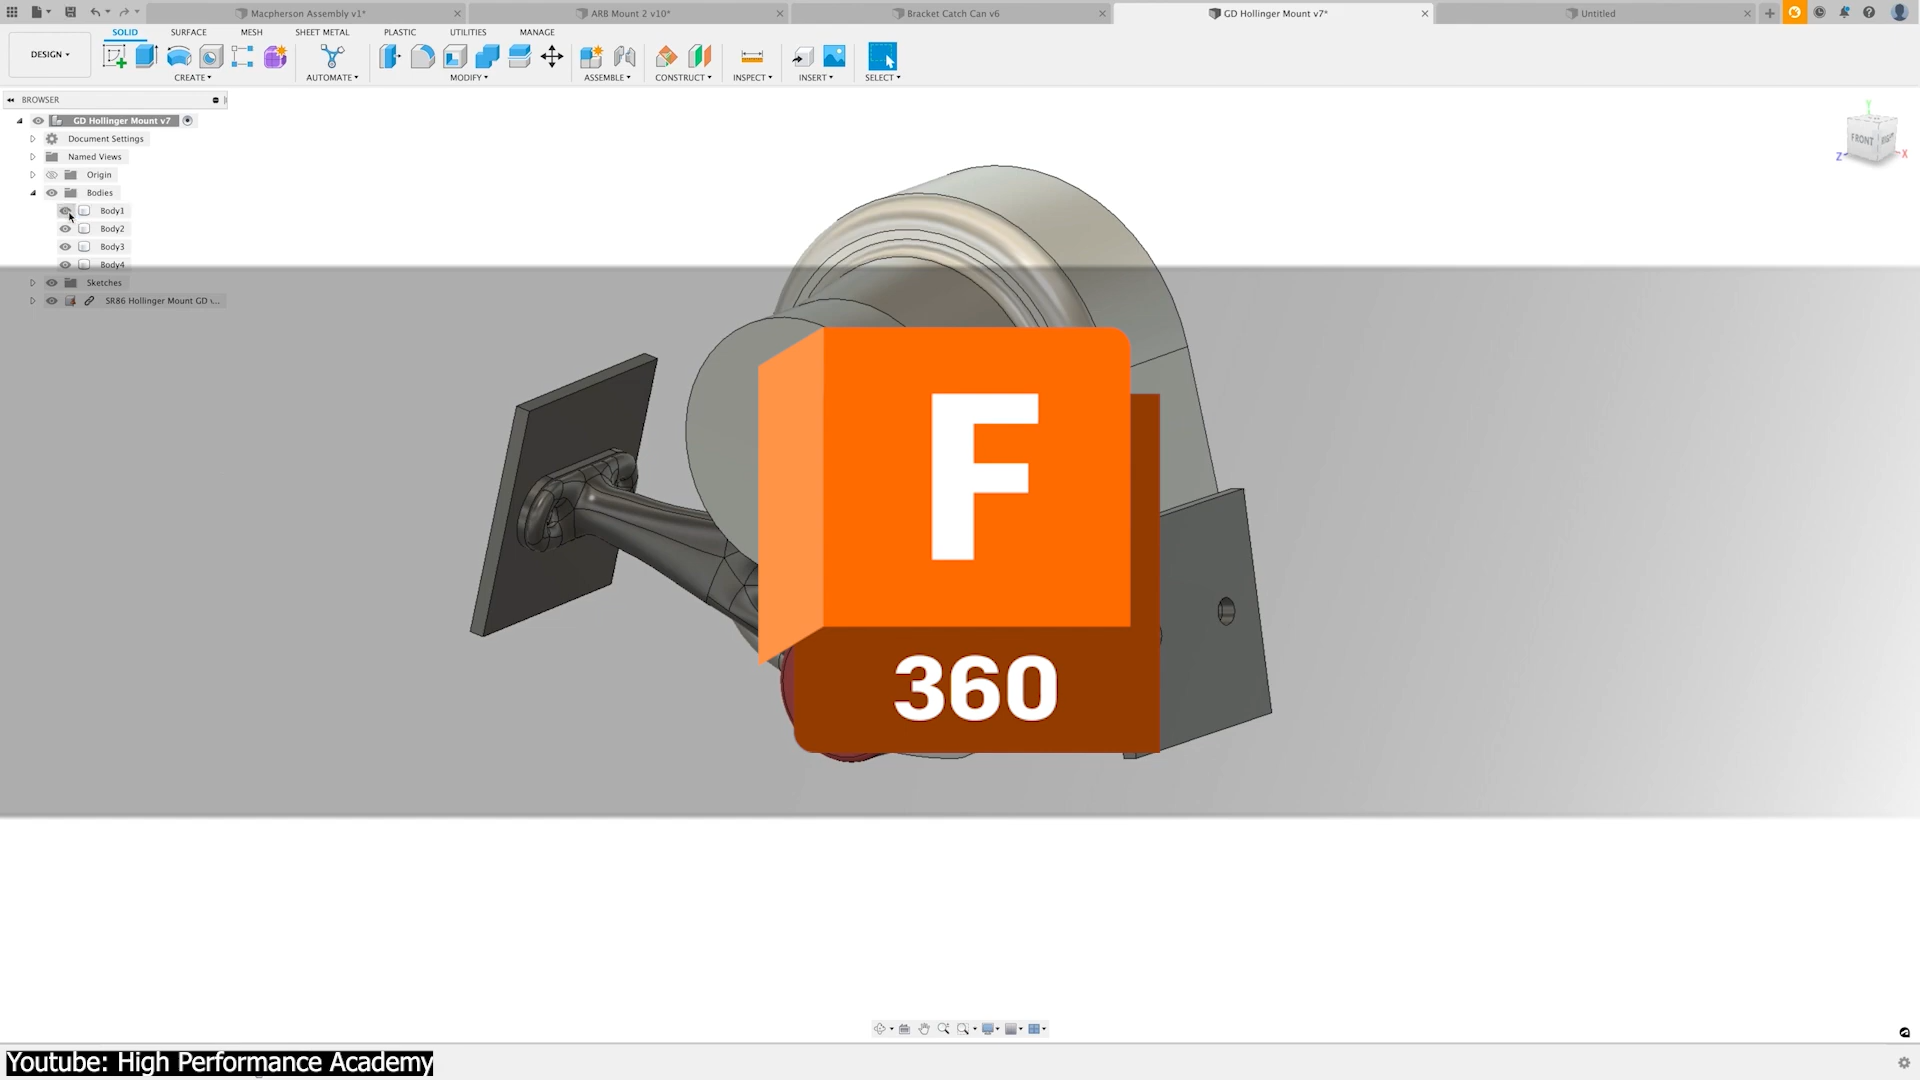 Macpherson Assembly v1*
ARB Mount 2 v10*
Bracket Catch Can v6
GD Hollinger Mount v7*
Untitled
DESIGN
SOLID
SURFACE
MESH
SHEET METAL
PLASTIC
UTILITIES
MANAGE
CREATE
AUTOMATE
MODIFY
ASSEMBLE
CONSTRUCT
INSPECT
INSERT
SELECT
BROWSER
GD Hollinger Mount v7
Document Settings
Named Views
Origin
Bodies
Body1
Body2
Body3
Body4
Sketches
SR86 Hollinger Mount GD v...
FRONT
RIGHT
Y
Z
X
F
360
Youtube: High Performance Academy